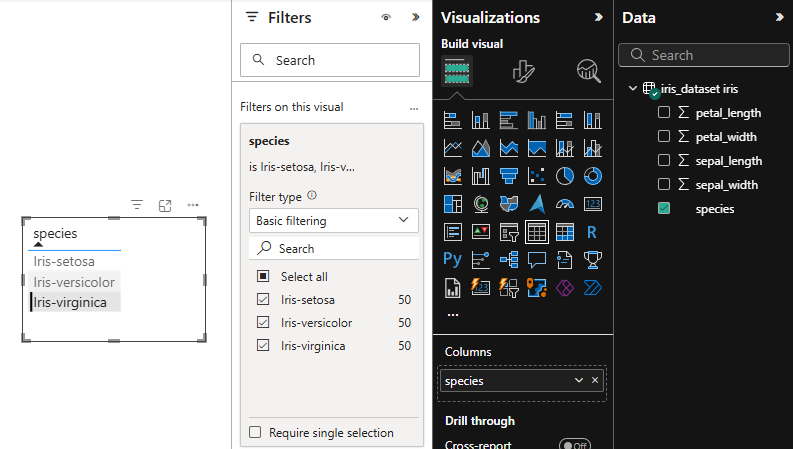 species
Iris-setosa
Iris-versicolor
Iris-virginica
Filters
Search
Filters on this visual
...
species
is Iris-setosa, Iris-v...
Filter type
Basic filtering
Search
Select all
Iris-setosa 50
Iris-versicolor 50
Iris-virginica 50
Require single selection
Visualizations
Build visual
123
R
Py
123
...
Columns
species
Drill through
Cross-report
Off
Data
Search
iris_dataset iris
∑ petal_length
∑ petal_width
∑ sepal_length
∑ sepal_width
species